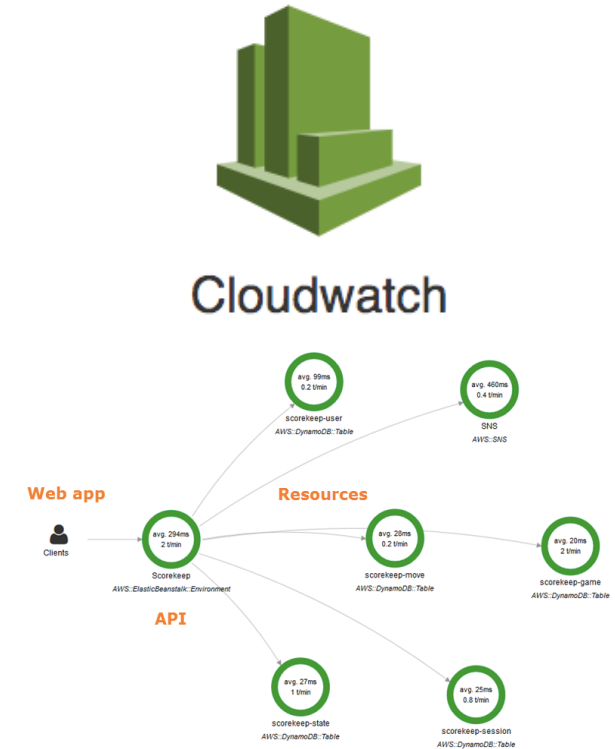 Cloudwatch
avg. 99ms
0.2 t/min
scorekeep-user
AWS::DynamoDB::Table
avg. 460ms
0.4 t/min
SNS
AWS::SNS
Web app
Resources
Clients
avg. 294ms
2 t/min
Scorekeep
AWS::ElasticBeanstalk::Environment
avg. 28ms
0.2 t/min
scorekeep-move
AWS::DynamoDB::Table
avg. 20ms
2 t/min
scorekeep-game
AWS::DynamoDB::Table
API
avg. 27ms
1 t/min
scorekeep-state
AWS::DynamoDB::Table
avg. 25ms
0.8 t/min
scorekeep-session
AWS::DynamoDB::Table